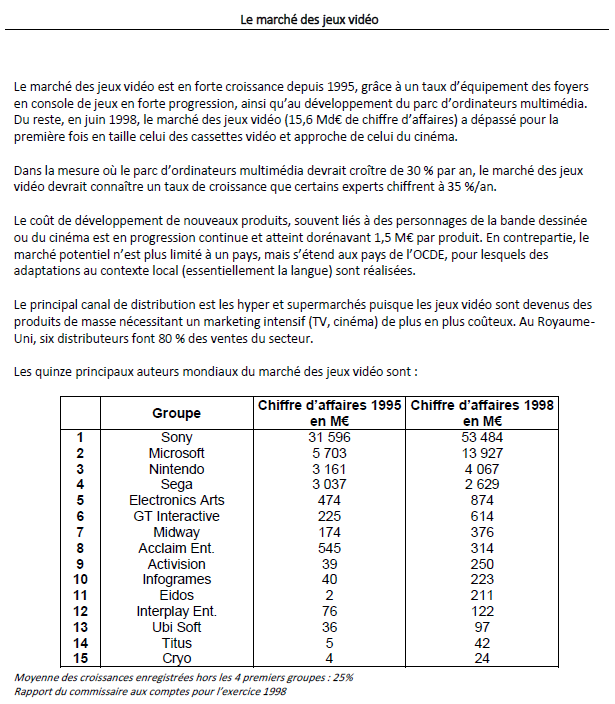 Le marché des jeux vidéo
Le marché des jeux vidéo est en forte croissance depuis 1995, grâce à un taux d'équipement des foyers
en console de jeux en forte progression, ainsi qu'au développement du parc d'ordinateurs multimédia.
Du reste, en juin 1998, le marché des jeux vidéo (15,6 Md€ de chiffre d'affaires) a dépassé pour la
première fois en taille celui des cassettes vidéo et approche de celui du cinéma.
Dans la mesure où le parc d'ordinateurs multimédia devrait croître de 30 % par an, le marché des jeux
vidéo devrait connaître un taux de croissance que certains experts chiffrent à 35 %/an.
Le coût de développement de nouveaux produits, souvent liés à des personnages de la bande dessinée
ou du cinéma est en progression continue et atteint dorénavant 1,5 M€ par produit. En contrepartie, le
marché potentiel n'est plus limité à un pays, mais s'étend aux pays de l'OCDE, pour lesquels des
adaptations au contexte local (essentiellement la langue) sont réalisées.
Le principal canal de distribution est les hyper et supermarchés puisque les jeux vidéo sont devenus des
produits de masse nécessitant un marketing intensif (TV, cinéma) de plus en plus coûteux. Au Royaume-
Uni, six distributeurs font 80 % des ventes du secteur.
Les quinze principaux auteurs mondiaux du marché des jeux vidéo sont :
Groupe Chiffre d'affaires 1995 en M€ Chiffre d'affaires 1998 en M€
1 Sony 31 596 53 484
2 Microsoft 5 703 13 927
3 Nintendo 3 161 4 067
4 Sega 3 037 2 629
5 Electronics Arts 474 874
6 GT Interactive 225 614
7 Midway 174 376
8 Acclaim Ent. 545 314
9 Activision 39 250
10 Infogrames 40 223
11 Eidos 2 211
12 Interplay Ent. 76 122
13 Ubi Soft 36 97
14 Titus 5 42
15 Cryo 4 24
Moyenne des croissances enregistrées hors les 4 premiers groupes : 25%
Rapport du commissaire aux comptes pour l'exercice 1998